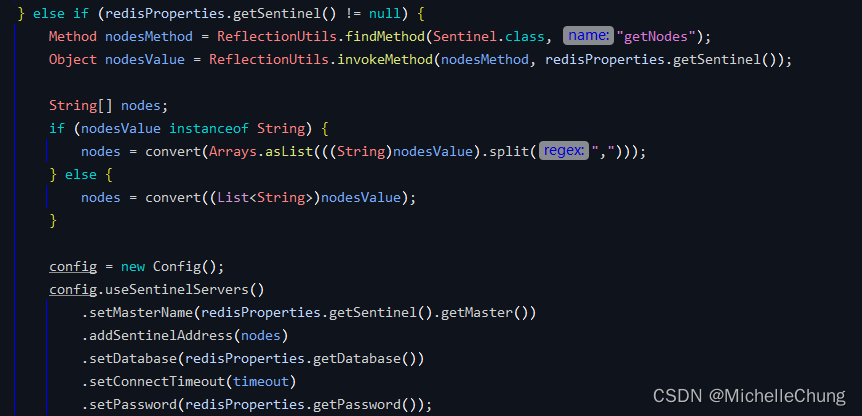 } else if (redisProperties.getSentinel() != null) {
    Method nodesMethod = ReflectionUtils.findMethod(Sentinel.class, name: "getNodes");
    Object nodesValue = ReflectionUtils.invokeMethod(nodesMethod, redisProperties.getSentinel());

    String[] nodes;
    if (nodesValue instanceof String) {
        nodes = convert(Arrays.asList(((String)nodesValue).split( regex: ",")));
    } else {
        nodes = convert((List<String>)nodesValue);
    }

    config = new Config();
    config.useSentinelServers()
        .setMasterName(redisProperties.getSentinel().getMaster())
        .addSentinelAddress(nodes)
        .setDatabase(redisProperties.getDatabase())
        .setConnectTimeout(timeout)
        .setPassword(redisProperties.getPassword());
CSDN @MichelleChung